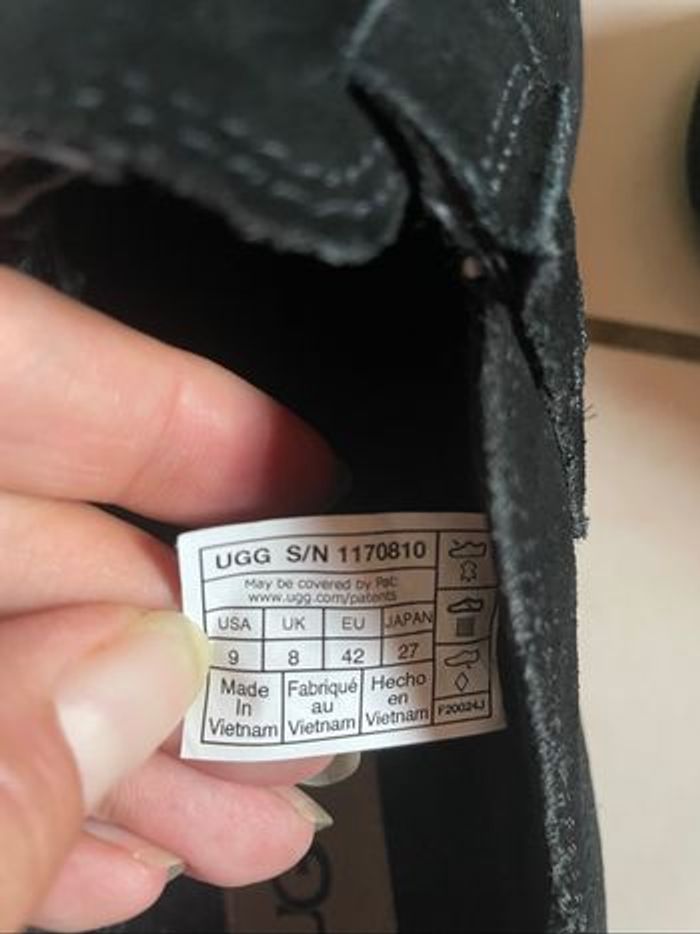 UGG S/N 1170810
May be covered by Pat:
www.ugg.com/patents
USA UK EU JAPAN
9 8 42 27
Made In Vietnam
Fabriqué au Vietnam
Hecho en Vietnam
F20024J
UG